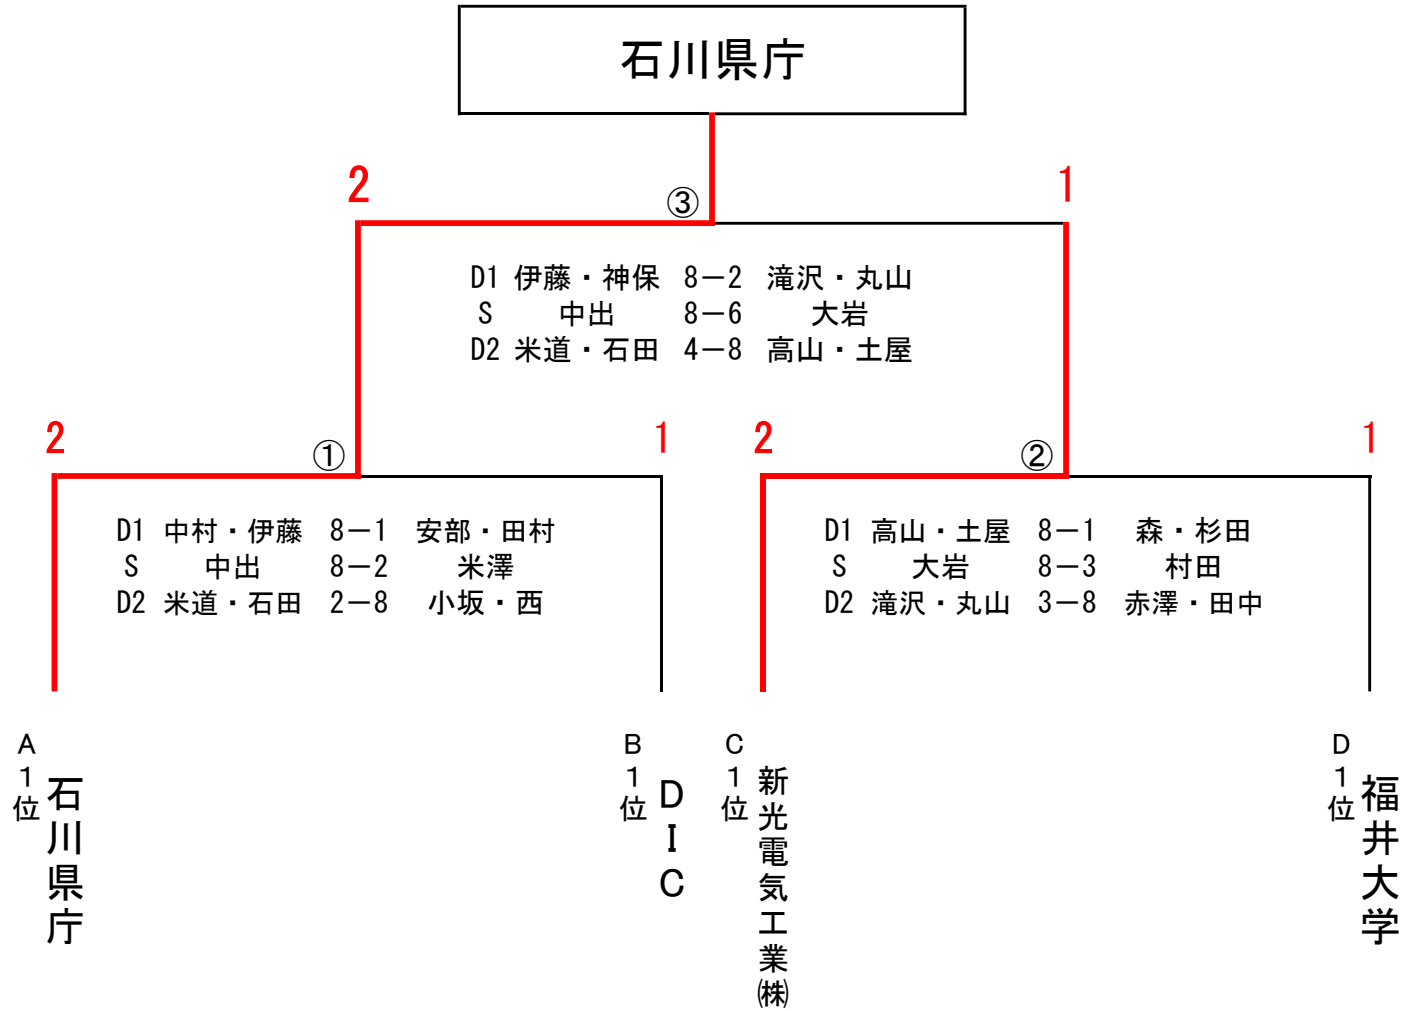 石川県庁
2
1
③
D1 伊藤・神保 8－2 滝沢・丸山
S 中出 8－6 大岩
D2 米道・石田 4－8 高山・土屋
2
1
①
D1 中村・伊藤 8－1 安部・田村
S 中出 8－2 米澤
D2 米道・石田 2－8 小坂・西
2
1
②
D1 高山・土屋 8－1 森・杉田
S 大岩 8－3 村田
D2 滝沢・丸山 3－8 赤澤・田中
A1位
石川県庁
B1位
DIC
C1位
新光電気工業㈱
D1位
福井大学